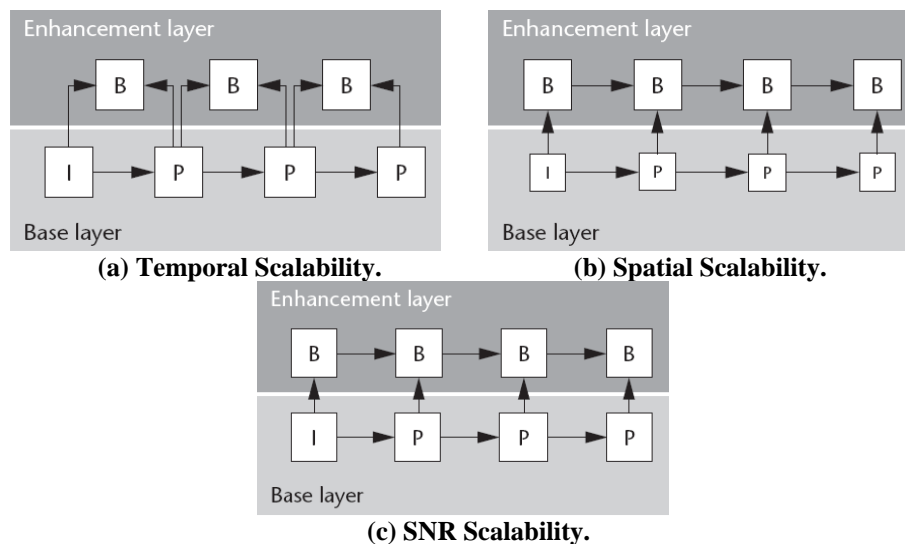 Enhancement layer
B B B
I P P P
Base layer
(a) Temporal Scalability.
Enhancement layer
B B B B
I P P P
Base layer
(b) Spatial Scalability.
Enhancement layer
B B B B
I P P P
Base layer
(c) SNR Scalability.